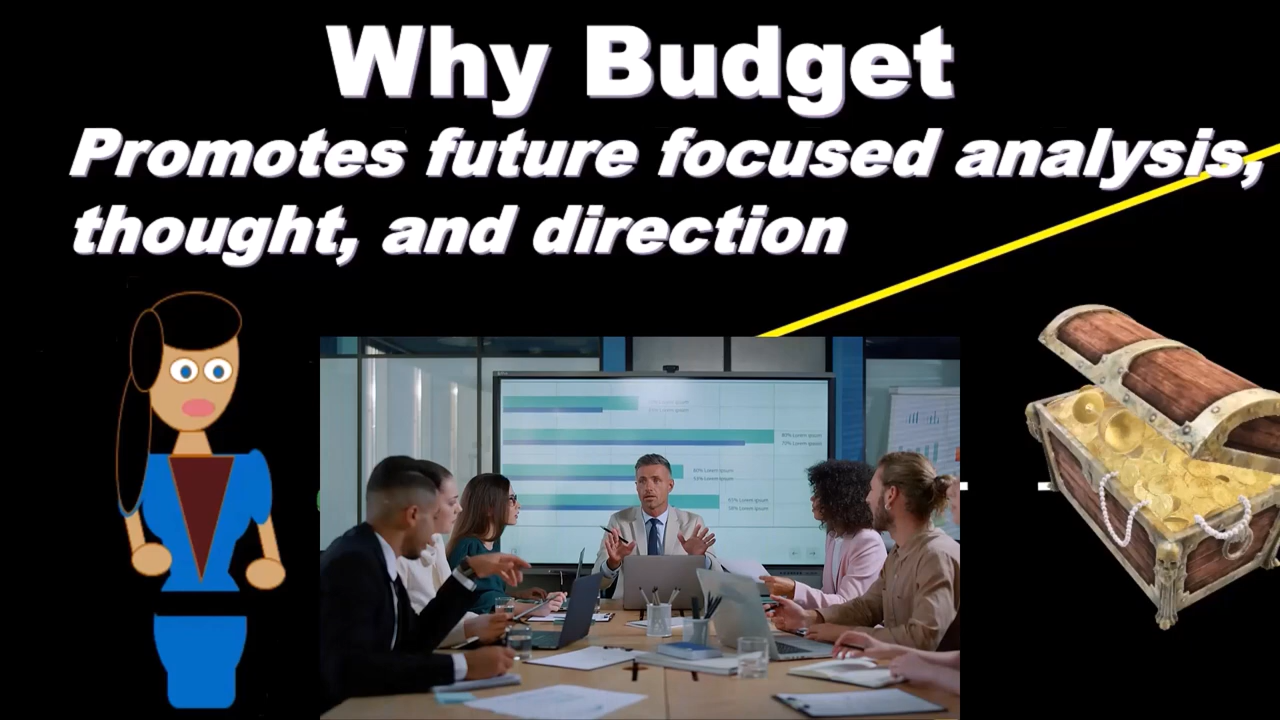 Why Budget
Promotes future focused analysis,
thought, and direction